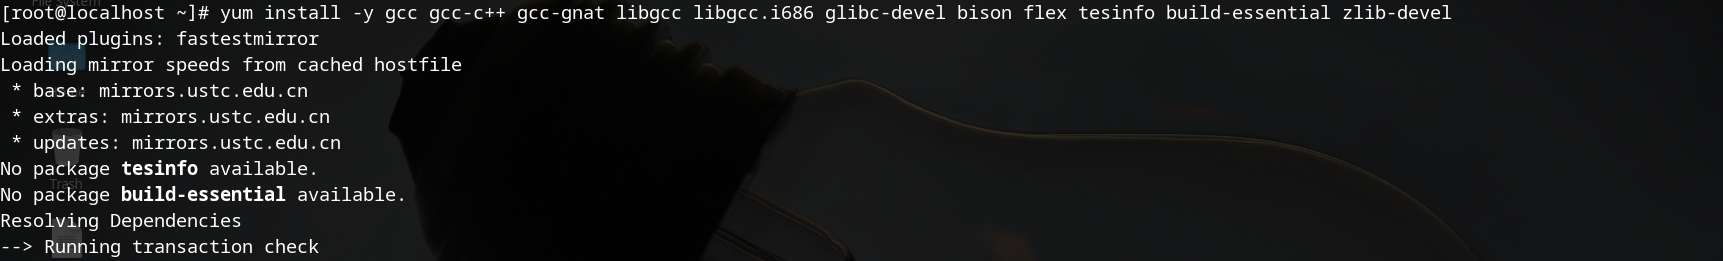 [root@localhost ~]# yum install -y gcc gcc-c++ gcc-gnat libgcc libgcc.i686 glibc-devel bison flex tesinfo build-essential zlib-devel
Loaded plugins: fastestmirror
Loading mirror speeds from cached hostfile
 * base: mirrors.ustc.edu.cn
 * extras: mirrors.ustc.edu.cn
 * updates: mirrors.ustc.edu.cn
No package tesinfo available.
Trash
No package build-essential available.
Resolving Dependencies
--> Running transaction check